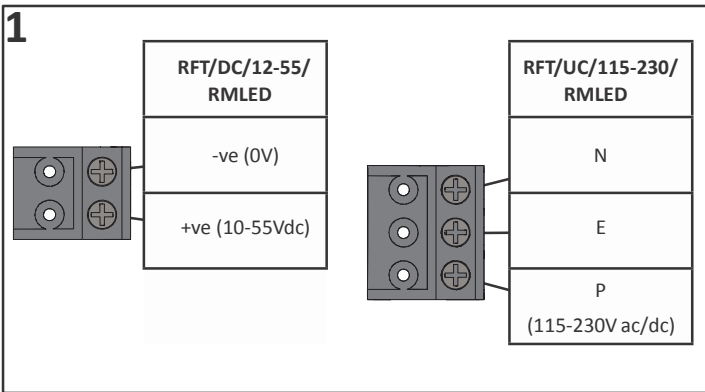 1
RFT/DC/12-55/
RMLED
-ve (0V)
+ve (10-55Vdc)
RFT/UC/115-230/
RMLED
N
E
P
(115-230V ac/dc)